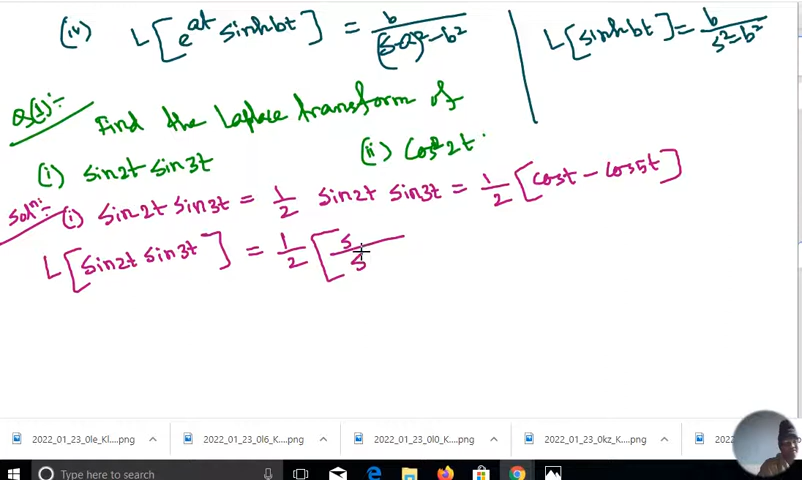 (iv) L[e^at sinhbt] = b/((s-a)²-b²) | L[sinhbt] = b/(s²-b²)
Q(1):- Find the Laplace transform of
(i) sin2t sin3t (ii) Cos²2t.
Solⁿ:- (i) sin2t sin3t = 1/2 sin2t sin3t = 1/2 [cost - cos5t]
L[sin2t sin3t] = 1/2 [s/s
2022_01_23_0le_Kl....png 2022_01_23_0l6_K....png 2022_01_23_0l0_K....png 2022_01_23_0kz_K....png 2022_01
Type here to search